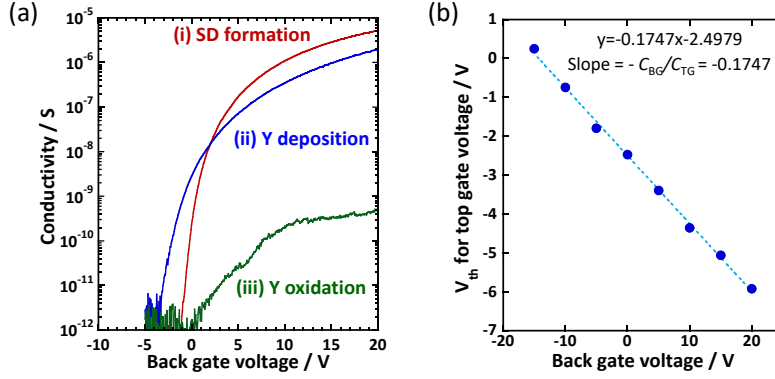 (a)
10⁻⁵
10⁻⁶
10⁻⁷
10⁻⁸
10⁻⁹
10⁻¹⁰
10⁻¹¹
10⁻¹²
Conductivity / S
(i) SD formation
(ii) Y deposition
(iii) Y oxidation
-10
-5
0
5
10
15
20
Back gate voltage / V
(b)
1
0
-1
-2
-3
-4
-5
-6
-7
V_th for top gate voltage / V
y=-0.1747x-2.4979
Slope = - C_BG/C_TG = -0.1747
-20
-10
0
10
20
Back gate voltage / V